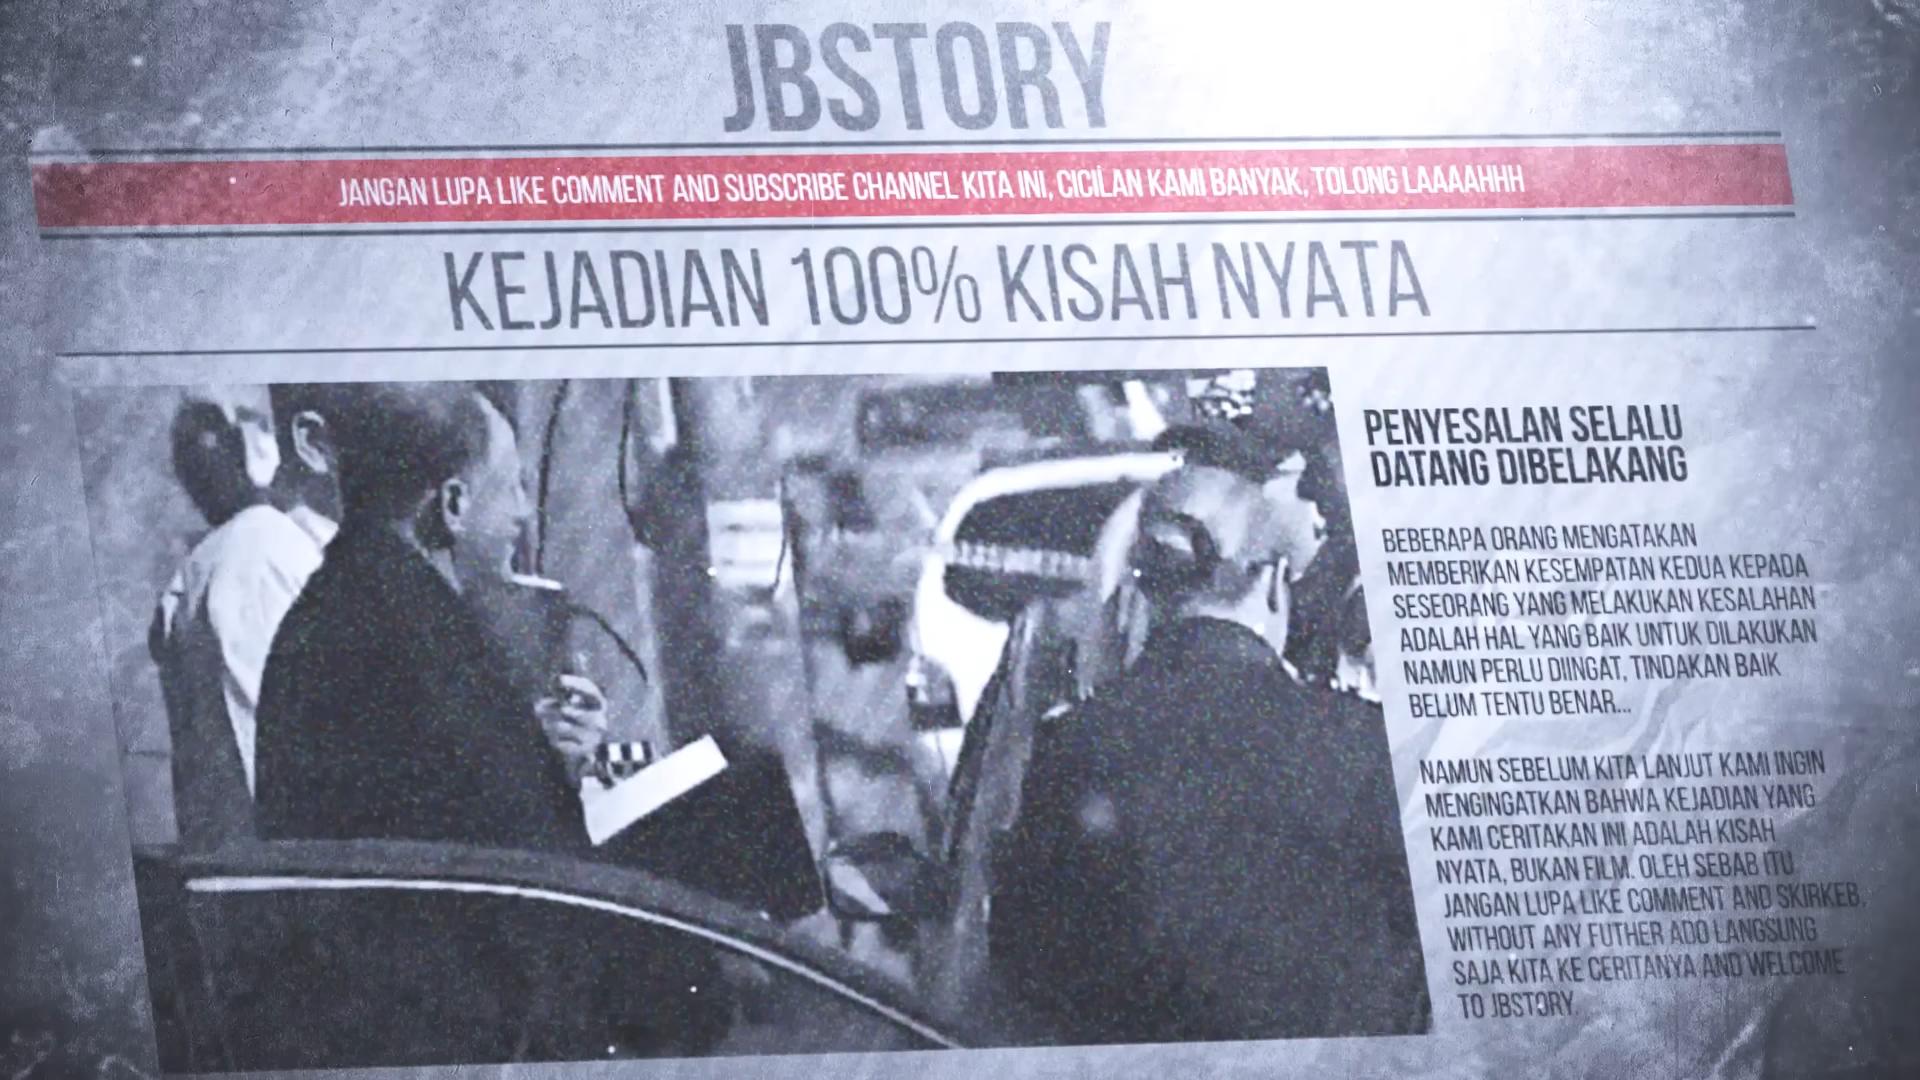 JBSTORY
JANGAN LUPA LIKE COMMENT AND SUBSCRIBE CHANNEL KITA INI, CICILAN KAMI BANYAK, TOLONG LAAAAHHH
KEJADIAN 100% KISAH NYATA
PENYESALAN SELALU
DATANG DIBELAKANG
BEBERAPA ORANG MENGATAKAN
MEMBERIKAN KESEMPATAN KEDUA KEPADA
SESEORANG YANG MELAKUKAN KESALAHAN
ADALAH HAL YANG BAIK UNTUK DILAKUKAN
NAMUN PERLU DIINGAT, TINDAKAN BAIK
BELUM TENTU BENAR...
NAMUN SEBELUM KITA LANJUT KAMI INGIN
MENGINGATKAN BAHWA KEJADIAN YANG
KAMI CERITAKAN INI ADALAH KISAH
NYATA, BUKAN FILM. OLEH SEBAB ITU
JANGAN LUPA LIKE COMMENT AND SKIRKEB,
WITHOUT ANY FUTHER ADO LANGSUNG
SAJA KITA KE CERITANYA AND WELCOME
TO JBSTORY.